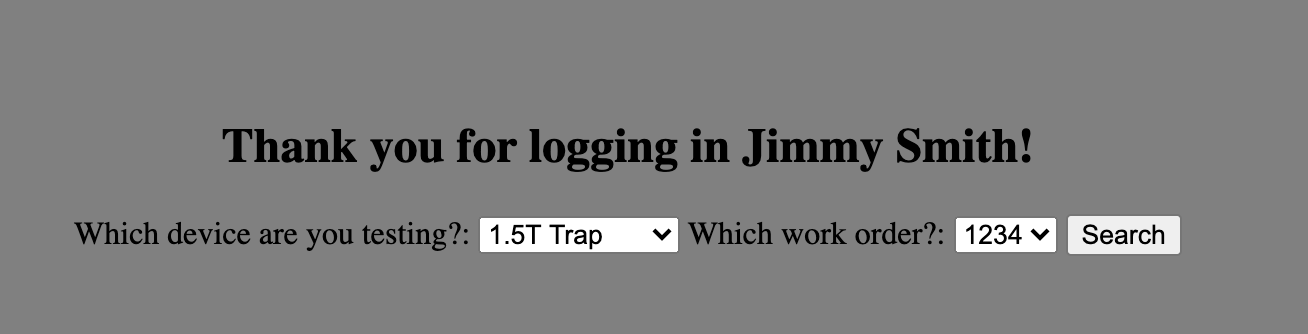 Thank you for logging in Jimmy Smith!
Which device are you testing?: 1.5T Trap Which work order?: 1234 Search